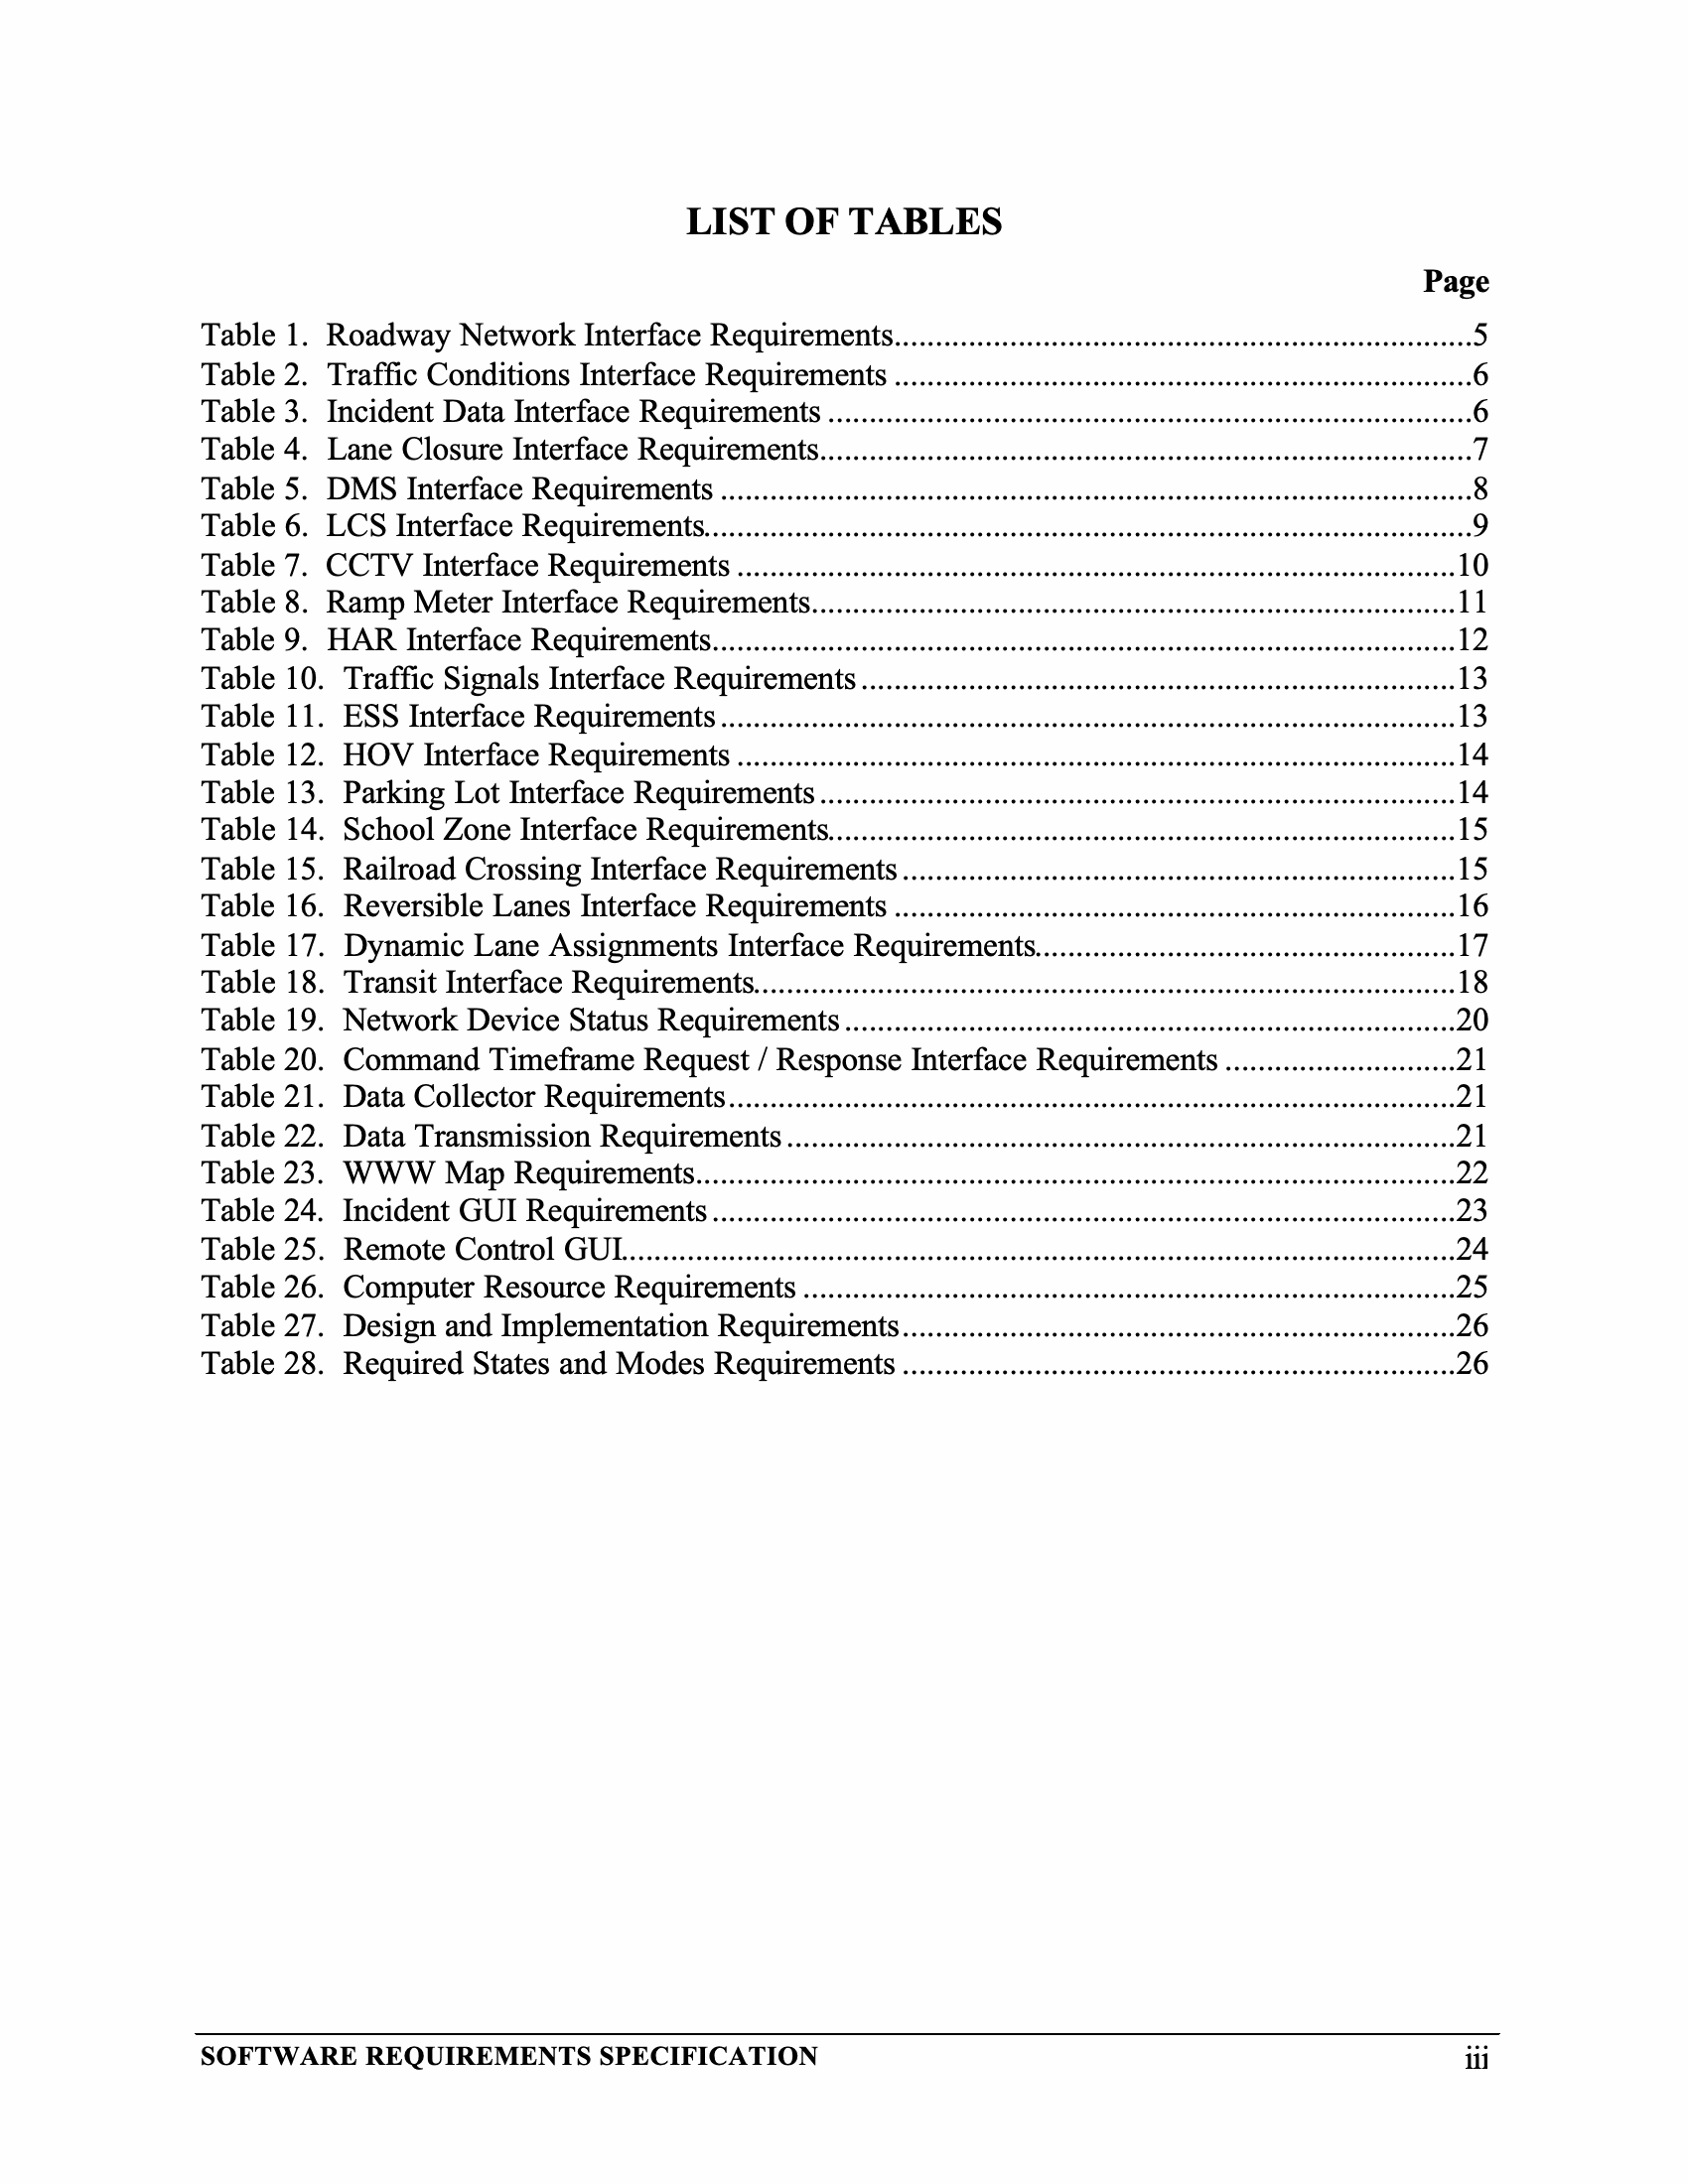 LIST OF TABLES
Page
Table 1. Roadway Network Interface Requirements.....................................................................5
Table 2. Traffic Conditions Interface Requirements .....................................................................6
Table 3. Incident Data Interface Requirements .............................................................................6
Table 4. Lane Closure Interface Requirements..............................................................................7
Table 5. DMS Interface Requirements ..........................................................................................8
Table 6. LCS Interface Requirements............................................................................................9
Table 7. CCTV Interface Requirements ......................................................................................10
Table 8. Ramp Meter Interface Requirements.............................................................................11
Table 9. HAR Interface Requirements.........................................................................................12
Table 10. Traffic Signals Interface Requirements .......................................................................13
Table 11. ESS Interface Requirements ........................................................................................13
Table 12. HOV Interface Requirements ......................................................................................14
Table 13. Parking Lot Interface Requirements ............................................................................14
Table 14. School Zone Interface Requirements...........................................................................15
Table 15. Railroad Crossing Interface Requirements ..................................................................15
Table 16. Reversible Lanes Interface Requirements ...................................................................16
Table 17. Dynamic Lane Assignments Interface Requirements..................................................17
Table 18. Transit Interface Requirements....................................................................................18
Table 19. Network Device Status Requirements .........................................................................20
Table 20. Command Timeframe Request / Response Interface Requirements ...........................21
Table 21. Data Collector Requirements.......................................................................................21
Table 22. Data Transmission Requirements ................................................................................21
Table 23. WWW Map Requirements...........................................................................................22
Table 24. Incident GUI Requirements .........................................................................................23
Table 25. Remote Control GUI....................................................................................................24
Table 26. Computer Resource Requirements ..............................................................................25
Table 27. Design and Implementation Requirements..................................................................26
Table 28. Required States and Modes Requirements ..................................................................26
SOFTWARE REQUIREMENTS SPECIFICATION iii